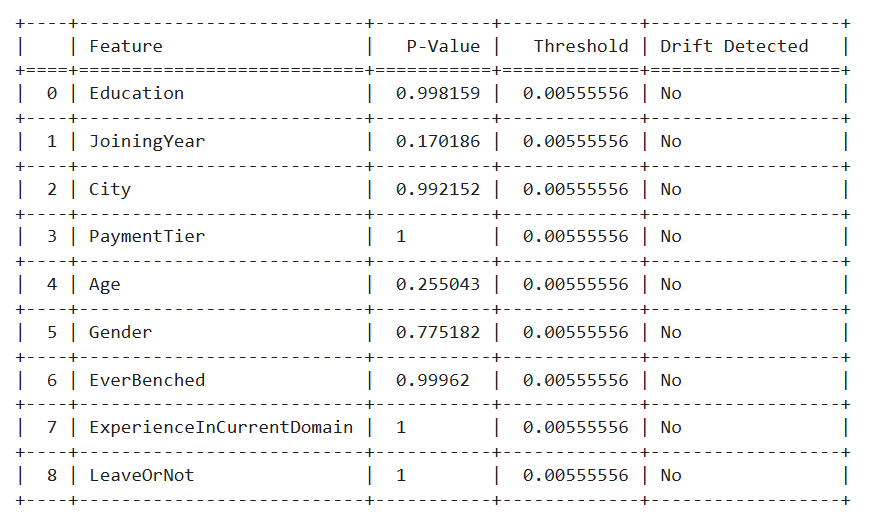 +----+---------------------------+-----------+-------------+------------------+
|    | Feature                   |   P-Value |   Threshold | Drift Detected   |
+====+===========================+===========+=============+==================+
|  0 | Education                 |  0.998159 |  0.00555556 | No               |
+----+---------------------------+-----------+-------------+------------------+
|  1 | JoiningYear               |  0.170186 |  0.00555556 | No               |
+----+---------------------------+-----------+-------------+------------------+
|  2 | City                      |  0.992152 |  0.00555556 | No               |
+----+---------------------------+-----------+-------------+------------------+
|  3 | PaymentTier               |  1        |  0.00555556 | No               |
+----+---------------------------+-----------+-------------+------------------+
|  4 | Age                       |  0.255043 |  0.00555556 | No               |
+----+---------------------------+-----------+-------------+------------------+
|  5 | Gender                    |  0.775182 |  0.00555556 | No               |
+----+---------------------------+-----------+-------------+------------------+
|  6 | EverBenched               |  0.99962  |  0.00555556 | No               |
+----+---------------------------+-----------+-------------+------------------+
|  7 | ExperienceInCurrentDomain |  1        |  0.00555556 | No               |
+----+---------------------------+-----------+-------------+------------------+
|  8 | LeaveOrNot                |  1        |  0.00555556 | No               |
+----+---------------------------+-----------+-------------+------------------+